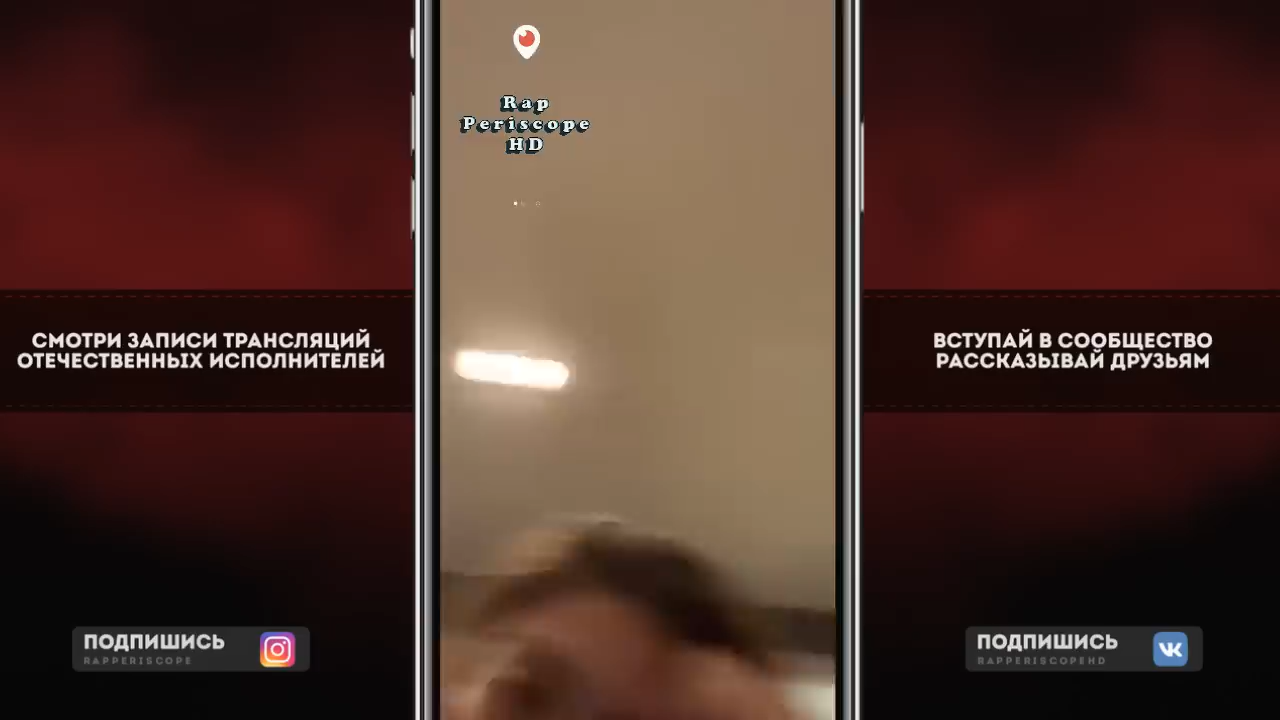 Rap
Periscope
HD
СМОТРИ ЗАПИСИ ТРАНСЛЯЦИЙ
ОТЕЧЕСТВЕННЫХ ИСПОЛНИТЕЛЕЙ
ВСТУПАЙ В СООБЩЕСТВО
РАССКАЗЫВАЙ ДРУЗЬЯМ
ПОДПИШИСЬ
RAPPERISCOPE
ПОДПИШИСЬ
RAPPERISCOPEHD